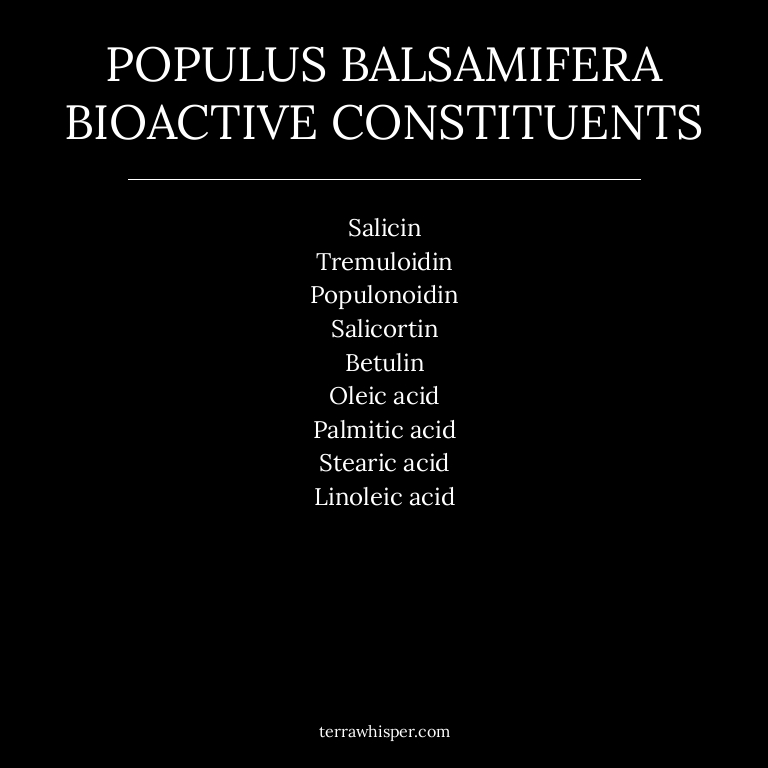 POPULUS BALSAMIFERA
BIOACTIVE CONSTITUENTS
Salicin
Tremuloidin
Populonoidin
Salicortin
Betulin
Oleic acid
Palmitic acid
Stearic acid
Linoleic acid
terrawhisper.com